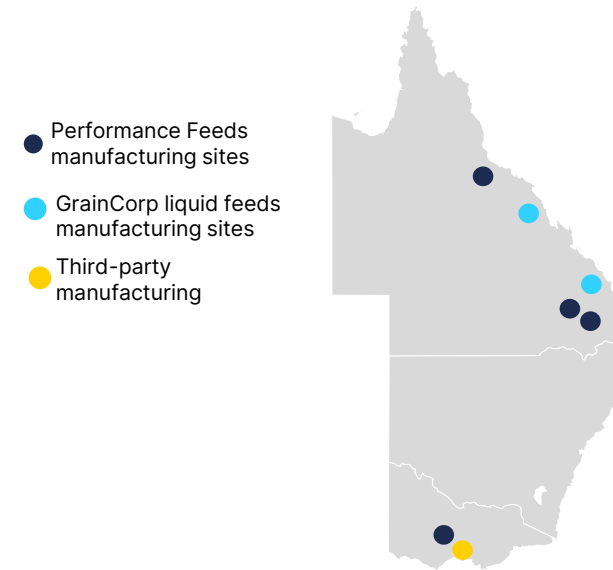 Performance Feeds
manufacturing sites
GrainCorp liquid feeds
manufacturing sites
Third-party
manufacturing